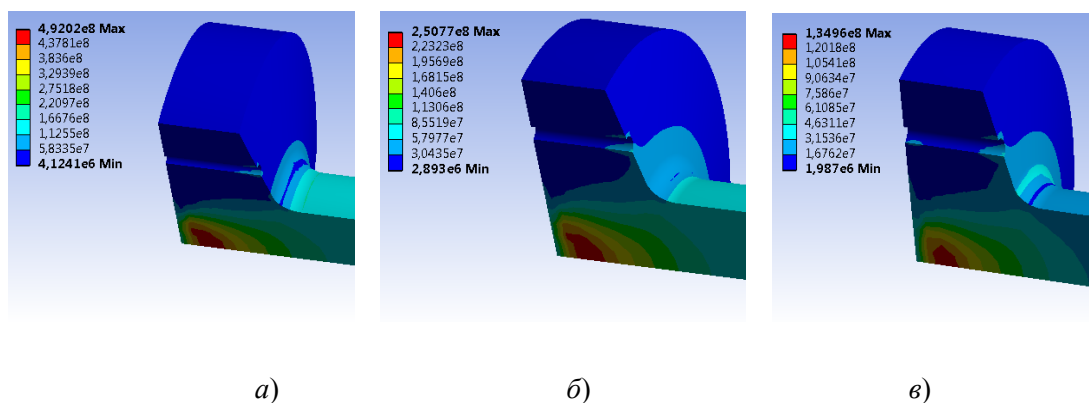 4,9202e8 Max
4,3781e8
3,836e8
3,2939e8
2,7518e8
2,2097e8
1,6676e8
1,1255e8
5,8335e7
4,1241e6 Min
2,5077e8 Max
2,2323e8
1,9569e8
1,6815e8
1,406e8
1,1306e8
8,5519e7
5,7977e7
3,0435e7
2,893e6 Min
1,3496e8 Max
1,2018e8
1,0541e8
9,0634e7
7,586e7
6,1085e7
4,6311e7
3,1536e7
1,6762e7
1,987e6 Min
а) б) в)